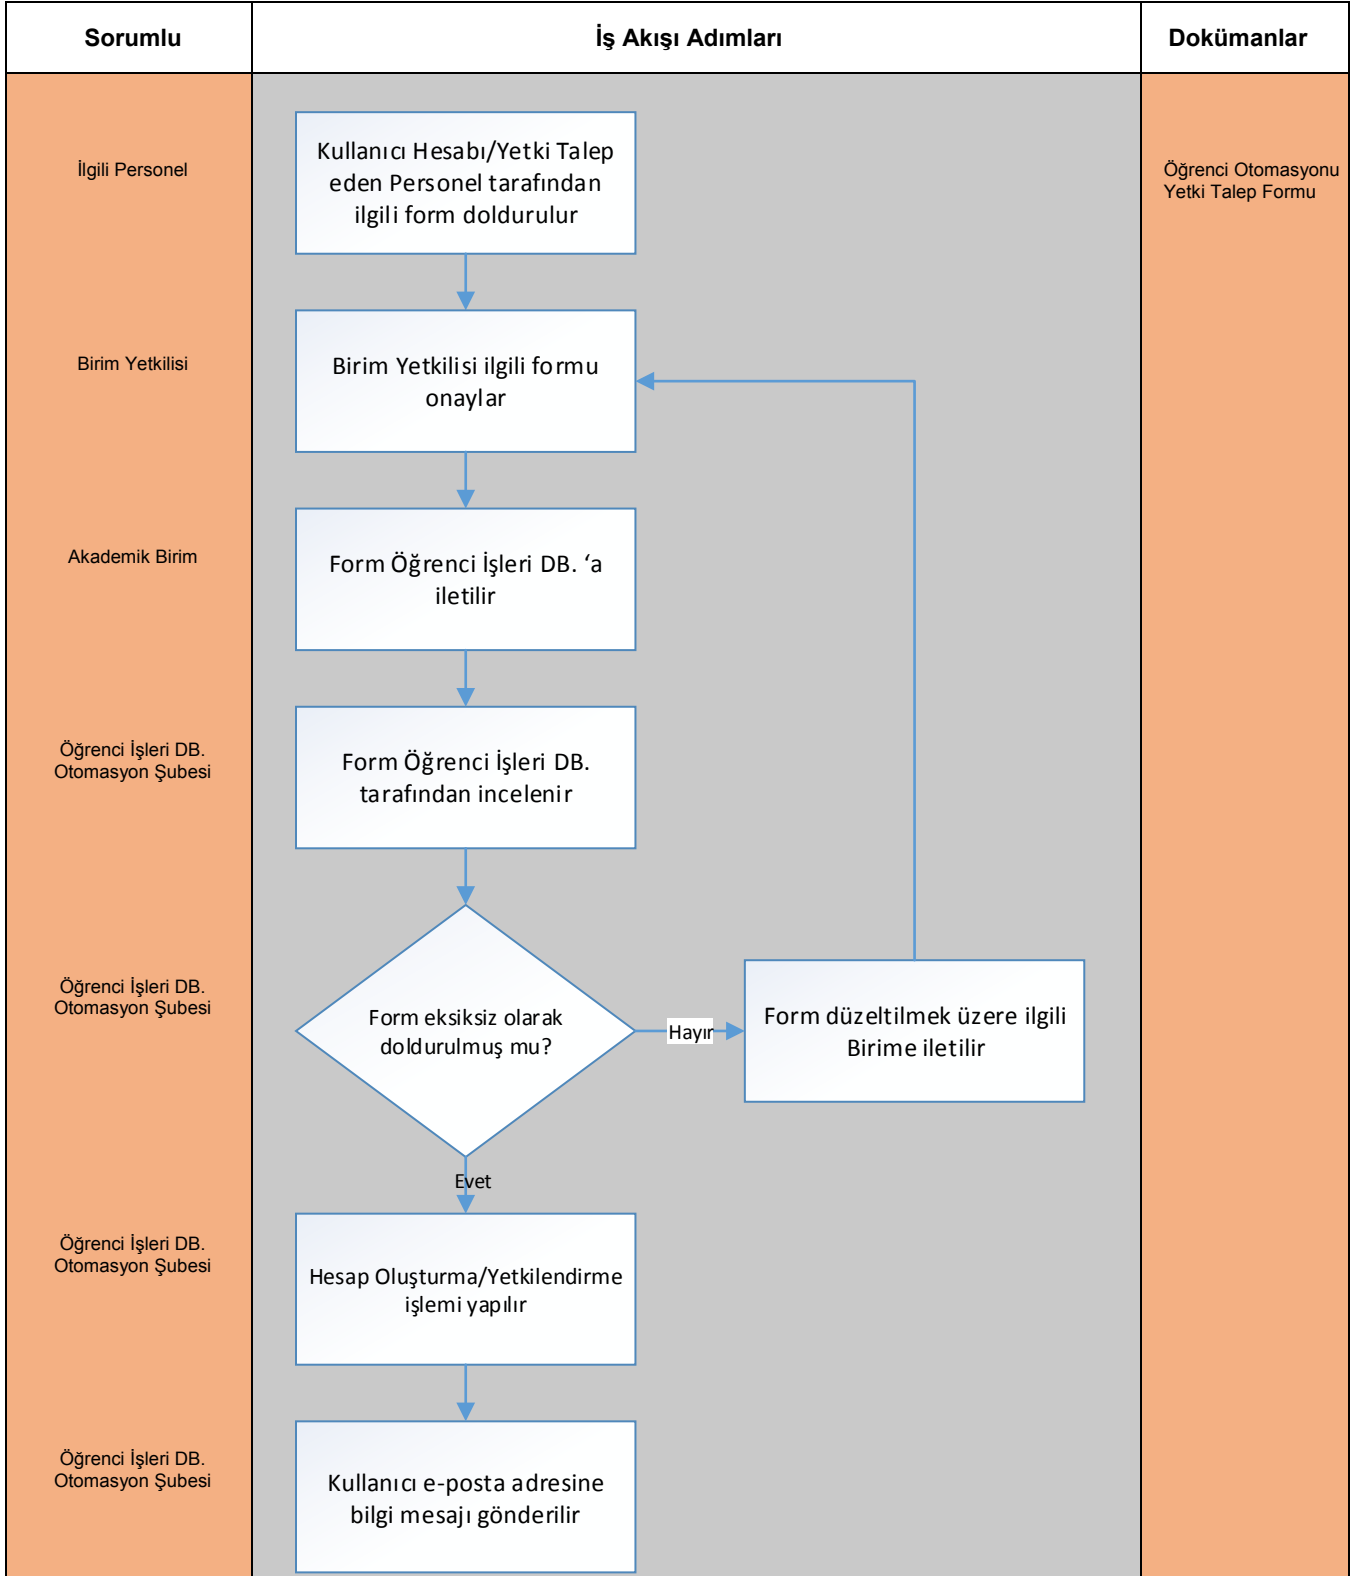 Sorumlu
İş Akışı Adımları
Dokümanlar
İlgili Personel
Kullanıcı Hesabı/Yetki Talep
eden Personel tarafından
ilgili form doldurulur
Öğrenci Otomasyonu
Yetki Talep Formu
Birim Yetkilisi
Birim Yetkilisi ilgili formu
onaylar
Akademik Birim
Form Öğrenci İşleri DB. ‘a
iletilir
Öğrenci İşleri DB.
Otomasyon Şubesi
Form Öğrenci İşleri DB.
tarafından incelenir
Öğrenci İşleri DB.
Otomasyon Şubesi
Form eksiksiz olarak
doldurulmuş mu?
Hayır
Form düzeltilmek üzere ilgili
Birime iletilir
Evet
Öğrenci İşleri DB.
Otomasyon Şubesi
Hesap Oluşturma/Yetkilendirme
işlemi yapılır
Öğrenci İşleri DB.
Otomasyon Şubesi
Kullanıcı e-posta adresine
bilgi mesajı gönderilir